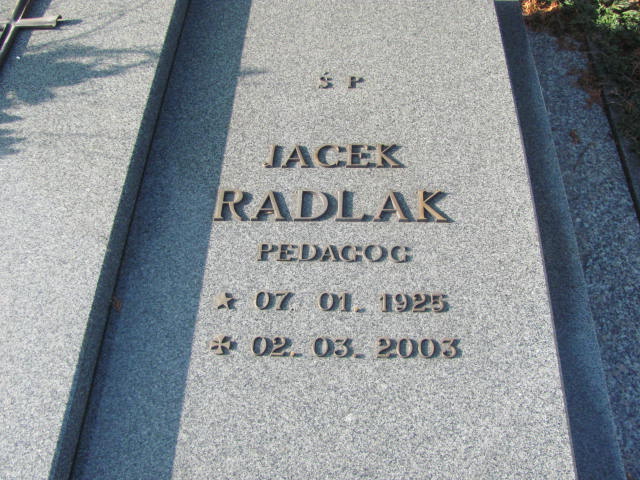 Ś P
JACEK
RADLAK
PEDAGOG
07. 01. 1925
02. 03. 2003